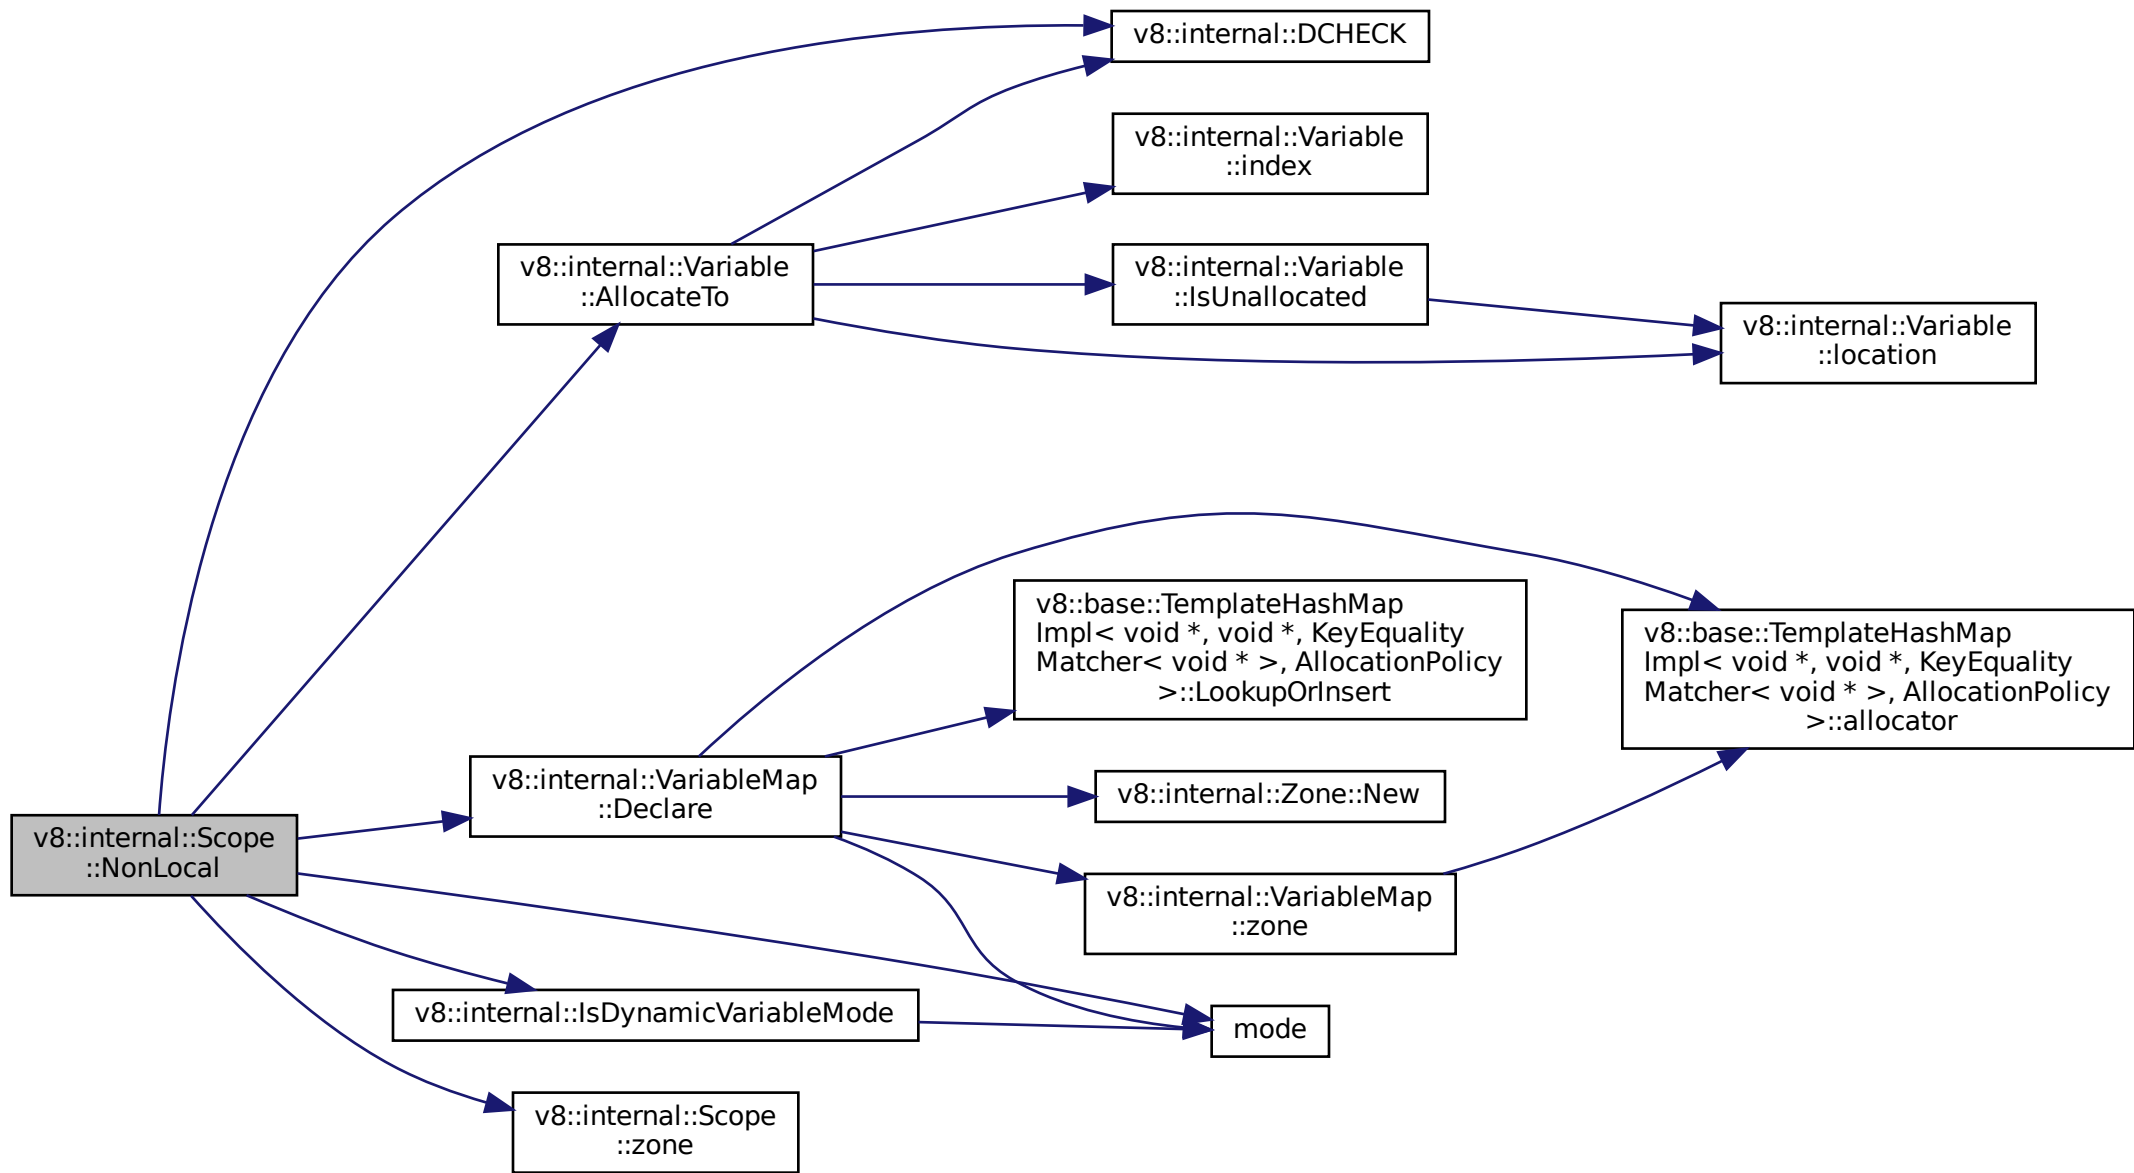 v8::internal::DCHECK
v8::internal::Variable
::index
v8::internal::Variable
::AllocateTo
v8::internal::Variable
::IsUnallocated
v8::internal::Variable
::location
v8::base::TemplateHashMap
Impl< void *, void *, KeyEquality
Matcher< void * >, AllocationPolicy
>::LookupOrInsert
v8::base::TemplateHashMap
Impl< void *, void *, KeyEquality
Matcher< void * >, AllocationPolicy
>::allocator
v8::internal::VariableMap
::Declare
v8::internal::Zone::New
v8::internal::Scope
::NonLocal
v8::internal::VariableMap
::zone
v8::internal::IsDynamicVariableMode
mode
v8::internal::Scope
::zone